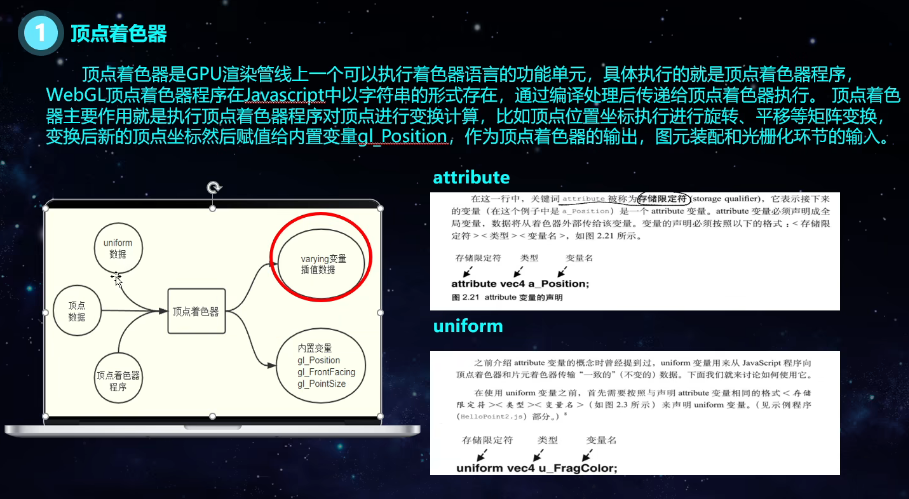 1 顶点着色器
顶点着色器是GPU渲染管线上一个可以执行着色器语言的功能单元，具体执行的就是顶点着色器程序，
WebGL顶点着色器程序在Javascript中以字符串的形式存在，通过编译处理后传递给顶点着色器执行。 顶点着色
器主要作用就是执行顶点着色器程序对顶点进行变换计算，比如顶点位置坐标执行进行旋转、平移等矩阵变换，
变换后新的顶点坐标然后赋值给内置变量gl_Position，作为顶点着色器的输出，图元装配和光栅化环节的输入。
uniform
数据
顶点
数据
顶点着色器
程序
顶点着色器
varying变量
插值数据
内置变量
gl_Position
gl_FrontFacing
gl_PointSize
attribute
在这一行中，关键词 attribute 被称为存储限定符(storage qualifier)，它表示接下来
的变量（在这个例子中是 a_Position）是一个 attribute 变量。attribute 变量必须声明成全
局变量，数据将从着色器外部传给该变量。变量的声明必须按照以下的格式：<存储限
定符><类型><变量名>，如图 2.21 所示。
存储限定符 类型 变量名
attribute vec4 a_Position;
图 2.21 attribute 变量的声明
uniform
之前介绍 attribute 变量的概念时曾经提到过，uniform 变量用来从 JavaScript 程序向
顶点着色器和片元着色器传输“一致的”（不变的）数据。下面我们就来讨论如何使用它。
在使用 uniform 变量之前，首先需要按照与声明 attribute 变量相同的格式<存储
限定符><类型><变量名>（如图 2.3 所示）来声明 uniform 变量。（见示例程序
（HelloPoint2.js）部分。）
存储限定符 类型 变量名
uniform vec4 u_FragColor;